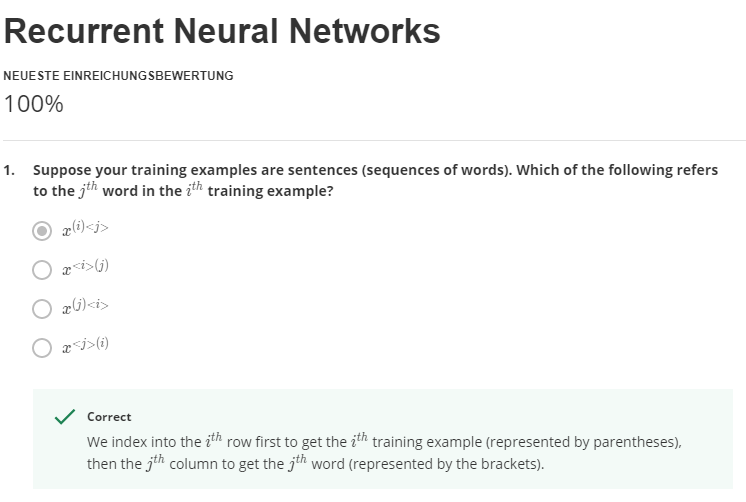 Recurrent Neural Networks
NEUESTE EINREICHUNGSBEWERTUNG
100%
1. Suppose your training examples are sentences (sequences of words). Which of the following refers
to the j^{th} word in the i^{th} training example?
x^{(i)<j>}
x^{<i>(j)}
x^{(j)<i>}
x^{<j>(i)}
Correct
We index into the i^{th} row first to get the i^{th} training example (represented by parentheses),
then the j^{th} column to get the j^{th} word (represented by the brackets).